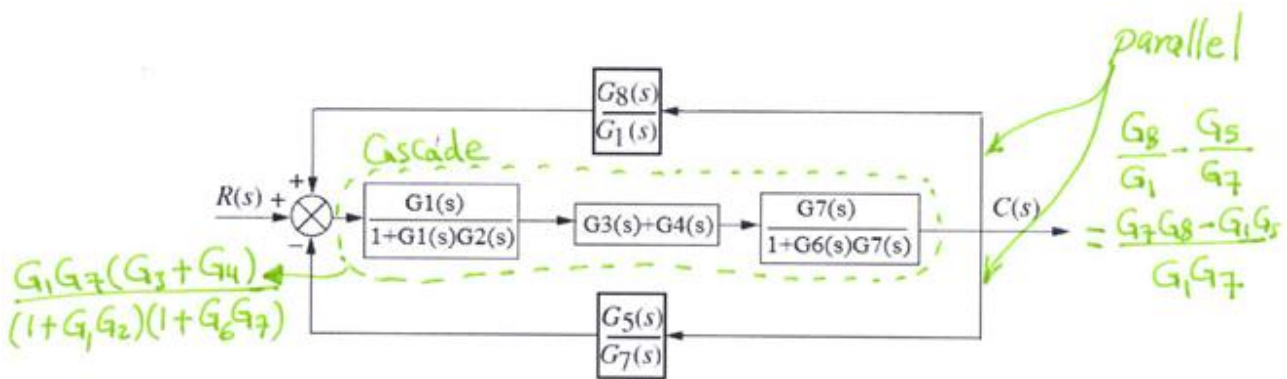 parallel
G8(s)
G1(s)
Cascade
G8/G1 - G5/G7
= G7G8-G1G5
G1G7
R(s) +
+
−
G1(s)
1+G1(s)G2(s)
G3(s)+G4(s)
G7(s)
1+G6(s)G7(s)
C(s)
G1G7(G3+G4)
(1+G1G2)(1+G6G7)
G5(s)
G7(s)